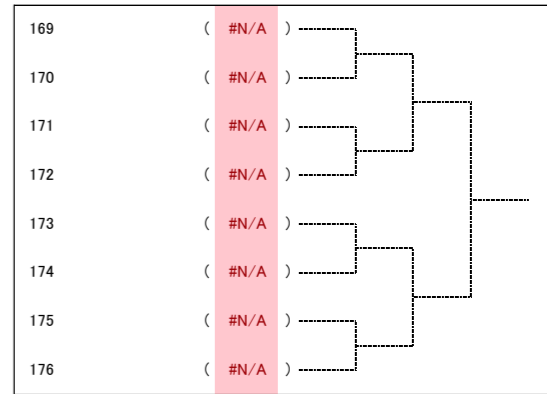 169 ( #N/A )
170 ( #N/A )
171 ( #N/A )
172 ( #N/A )
173 ( #N/A )
174 ( #N/A )
175 ( #N/A )
176 ( #N/A )